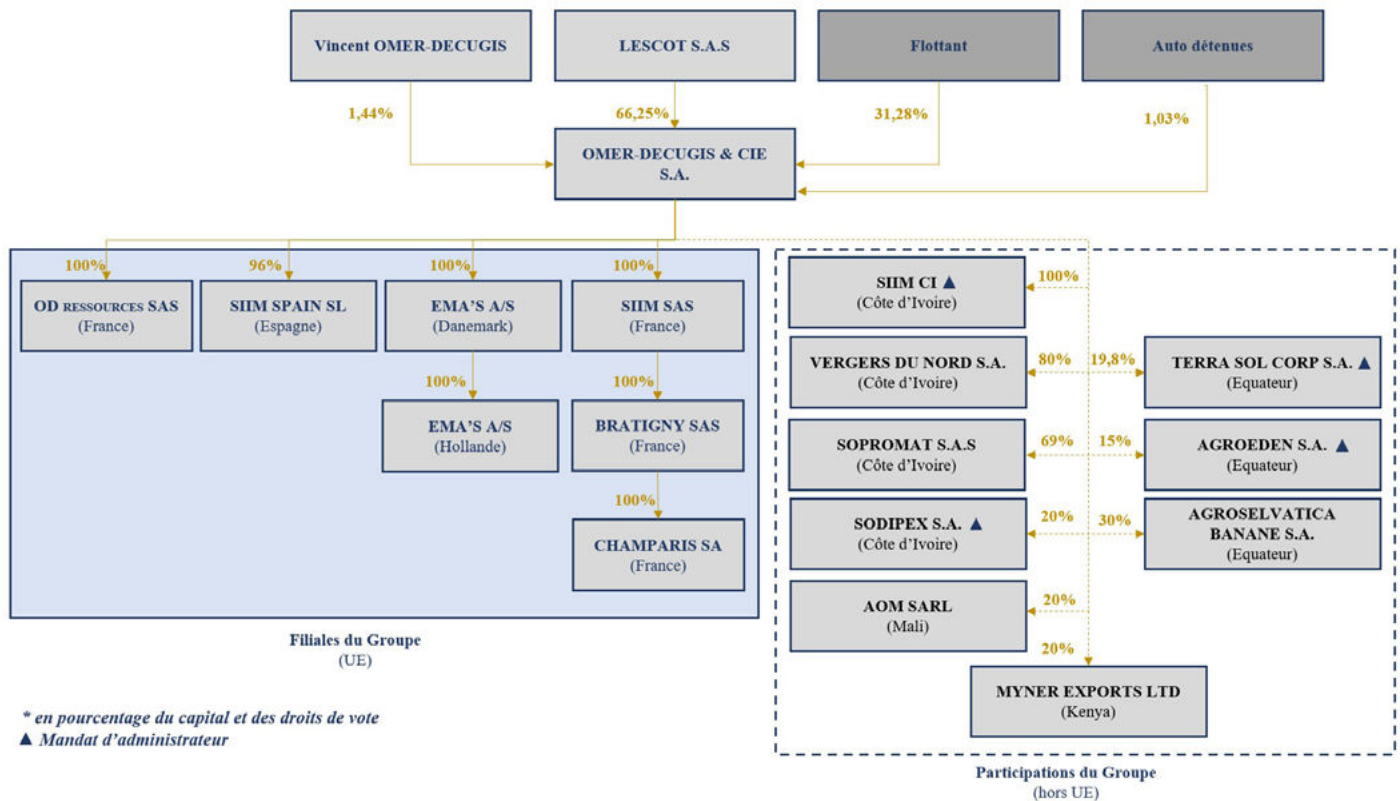 Vincent OMER-DECUGIS
LESCOT S.A.S
Flottant
Auto détenues
1,44%
66,25%
31,28%
1,03%
OMER-DECUGIS & CIE
S.A.
100%
96%
100%
100%
OD RESSOURCES SAS
(France)
SIIM SPAIN SL
(Espagne)
EMA'S A/S
(Danemark)
SIIM SAS
(France)
100%
100%
EMA'S A/S
(Hollande)
BRATIGNY SAS
(France)
100%
CHAMPARIS SA
(France)
Filiales du Groupe
(UE)
SIIM CI ▲
(Côte d'Ivoire)
100%
VERGERS DU NORD S.A.
(Côte d'Ivoire)
80%
19,8%
TERRA SOL CORP S.A. ▲
(Equateur)
SOPROMAT S.A.S
(Côte d'Ivoire)
69%
15%
AGROEDEN S.A. ▲
(Equateur)
SODIPEX S.A. ▲
(Côte d'Ivoire)
20%
30%
AGROSELVATICA
BANANE S.A.
(Equateur)
AOM SARL
(Mali)
20%
20%
MYNER EXPORTS LTD
(Kenya)
Participations du Groupe
(hors UE)
* en pourcentage du capital et des droits de vote
▲ Mandat d'administrateur